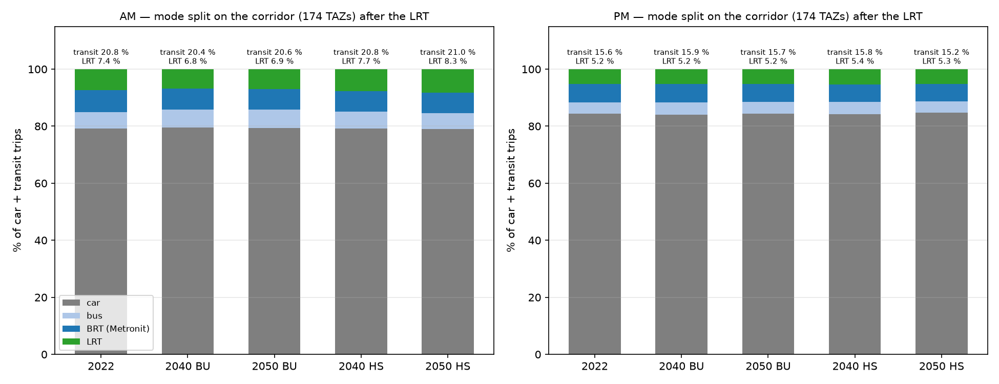 AM — mode split on the corridor (174 TAZs) after the LRT
transit 20.8 %
LRT 7.4 %
transit 20.4 %
LRT 6.8 %
transit 20.6 %
LRT 6.9 %
transit 20.8 %
LRT 7.7 %
transit 21.0 %
LRT 8.3 %
% of car + transit trips
100
80
60
40
20
0
car
bus
BRT (Metronit)
LRT
2022
2040 BU
2050 BU
2040 HS
2050 HS
PM — mode split on the corridor (174 TAZs) after the LRT
transit 15.6 %
LRT 5.2 %
transit 15.9 %
LRT 5.2 %
transit 15.7 %
LRT 5.2 %
transit 15.8 %
LRT 5.4 %
transit 15.2 %
LRT 5.3 %
% of car + transit trips
100
80
60
40
20
0
2022
2040 BU
2050 BU
2040 HS
2050 HS